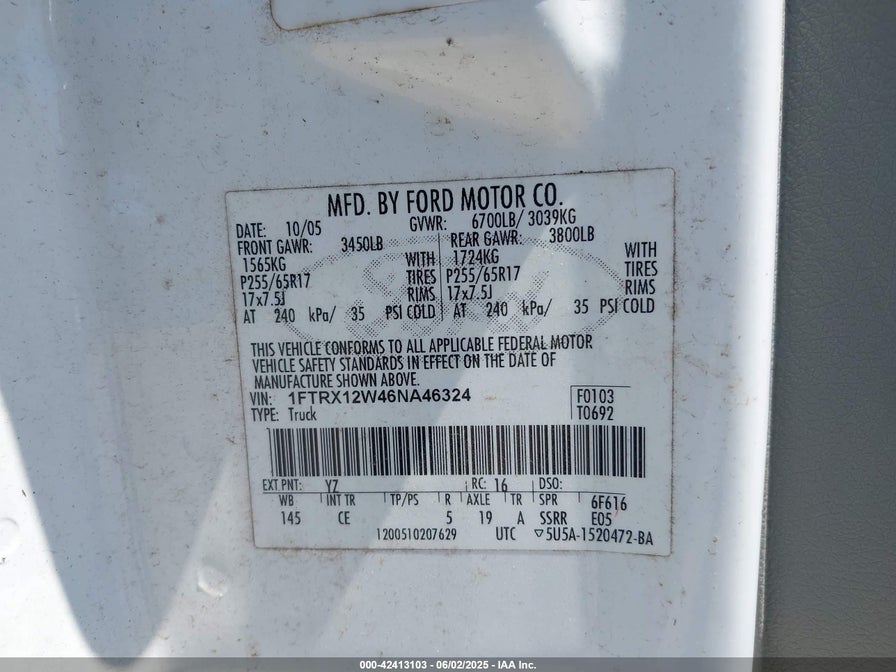 MFD. BY FORD MOTOR CO.
DATE: 10/05 GVWR: 6700LB/ 3039KG
FRONT GAWR: 3450LB REAR GAWR: 3800LB
1565KG WITH 1724KG WITH
P255/65R17 TIRES P255/65R17 TIRES
17x7.5J RIMS 17x7.5J RIMS
AT 240 kPa/ 35 PSI COLD AT 240 kPa/ 35 PSI COLD
THIS VEHICLE CONFORMS TO ALL APPLICABLE FEDERAL MOTOR
VEHICLE SAFETY STANDARDS IN EFFECT ON THE DATE OF
MANUFACTURE SHOWN ABOVE.
VIN: 1FTRX12W46NA46324 F0103
TYPE: Truck T0692
EXT PNT: YZ RC: 16 DSO:
WB INT TR TP/PS R AXLE TR SPR 6F616
145 CE 5 19 A SSRR E05
1200510207629 UTC ▽5U5A-1520472-BA
000-42413103 - 06/02/2025 - IAA Inc.